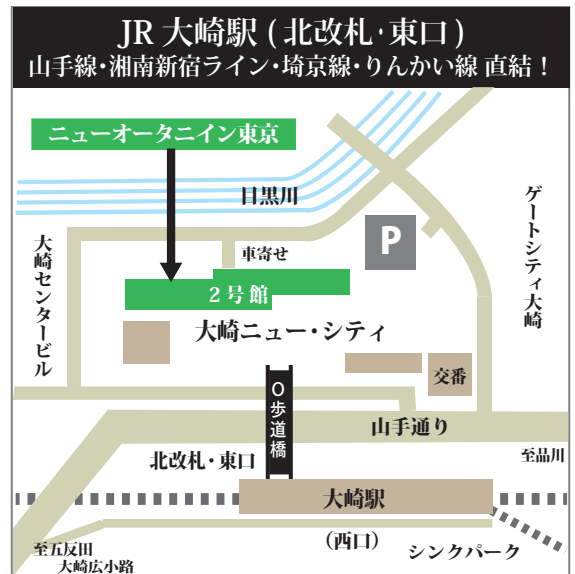 JR 大崎駅 ( 北改札・東口 )
山手線・湘南新宿ライン・埼京線・りんかい線 直結！
ニューオータニイン東京
目黒川
ゲートシティ大崎
P
大崎センタービル
車寄せ
2 号 館
大崎ニュー・シティ
交番
O歩道橋
山手通り
北改札・東口
至品川
大崎駅
(西口)
シンクパーク
至五反田
大崎広小路